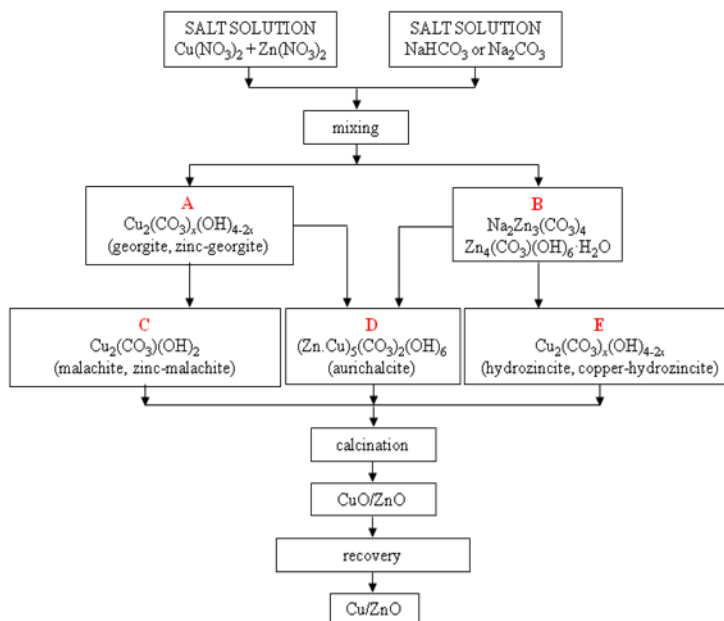 SALT SOLUTION
Cu(NO₃)₂ + Zn(NO₃)₂
SALT SOLUTION
NaHCO₃ or Na₂CO₃
mixing
A
Cu₂(CO₃)ₓ(OH)₄₋₂ₓ
(georgite, zinc-georgite)
B
Na₂Zn₃(CO₃)₄
Zn₄(CO₃)(OH)₆·H₂O
C
Cu₂(CO₃)(OH)₂
(malachite, zinc-malachite)
D
(Zn.Cu)₅(CO₃)₂(OH)₆
(aurichalcite)
E
Cu₂(CO₃)ₓ(OH)₄₋₂ₓ
(hydrozincite, copper-hydrozincite)
calcination
CuO/ZnO
recovery
Cu/ZnO